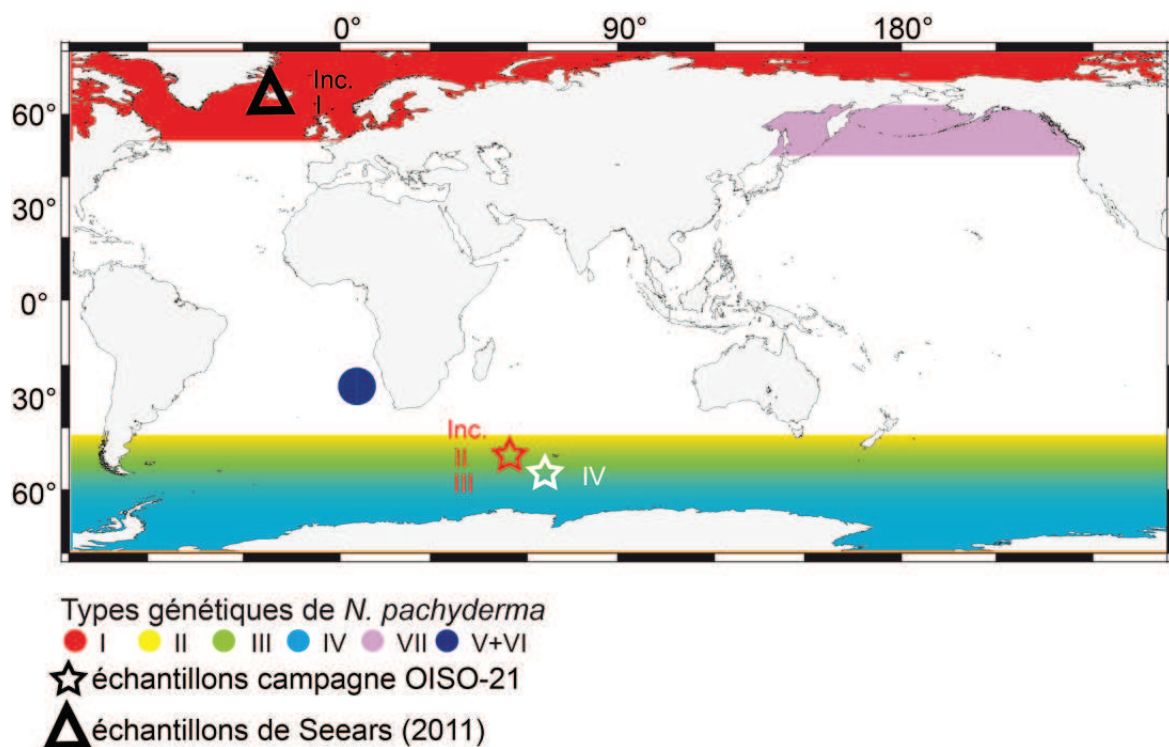 0° 90° 180°
60°
30°
0°
30°
60°
Inc.
I
Inc.
II
III
IV
Types génétiques de N. pachyderma
I II III IV VII V+VI
échantillons campagne OISO-21
échantillons de Seears (2011)